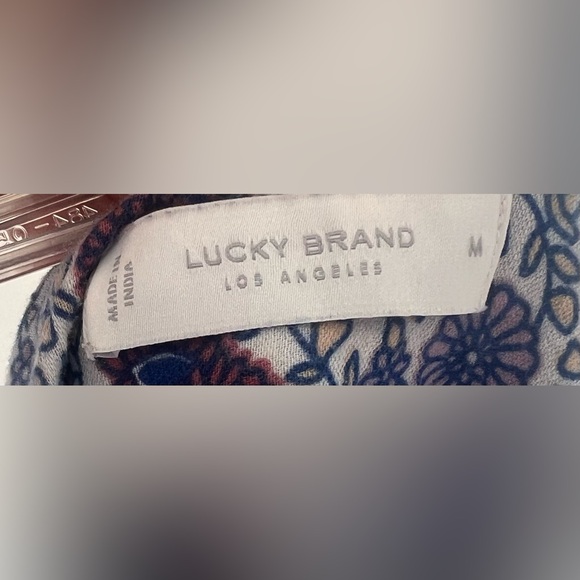 LUCKY BRAND
LOS ANGELES
MADE IN
INDIA
M